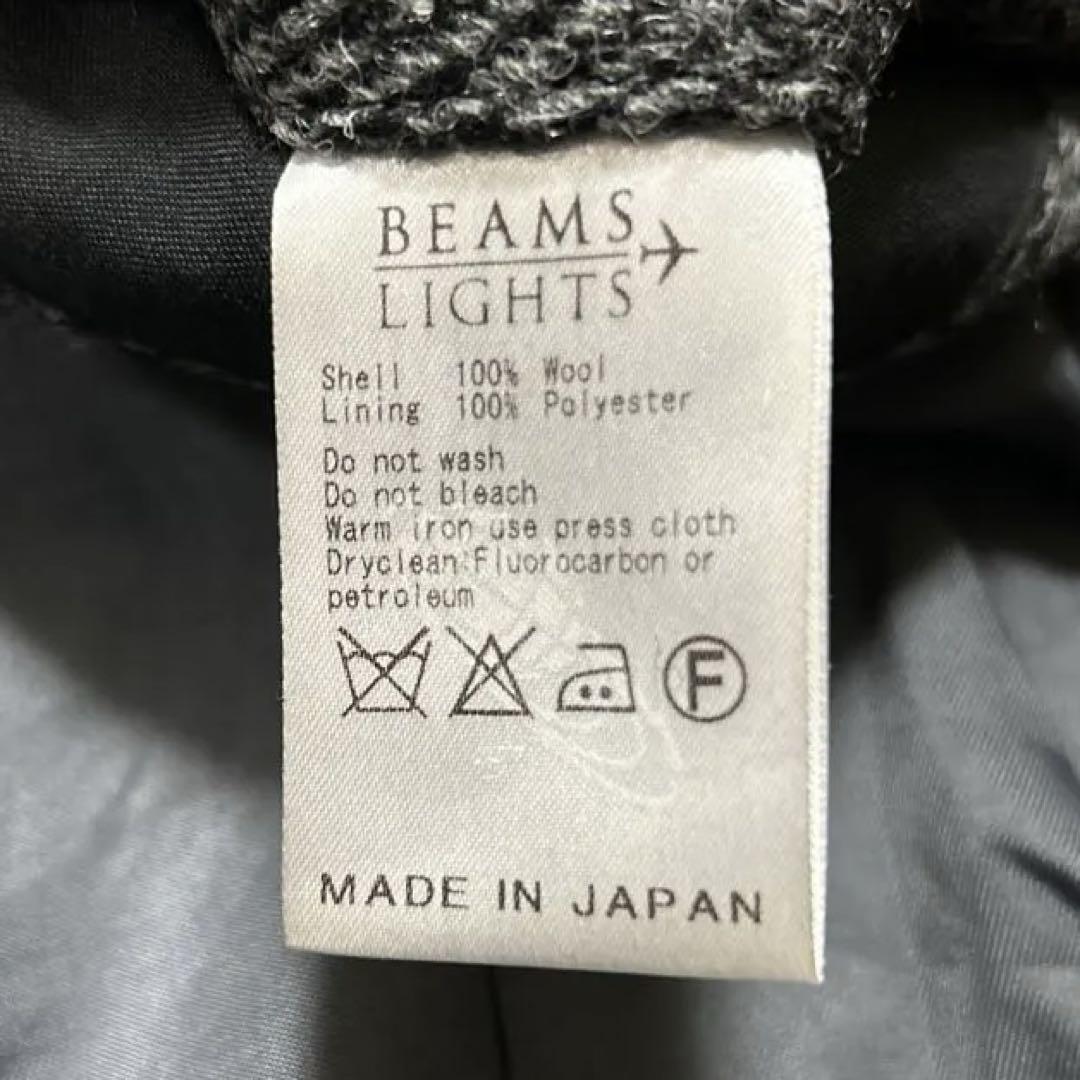 BEAMS
LIGHTS
Shell 100% Wool
Lining 100% Polyester
Do not wash
Do not bleach
Warm iron use press cloth
Dryclean:Fluorocarbon or
petroleum
F
MADE IN JAPAN